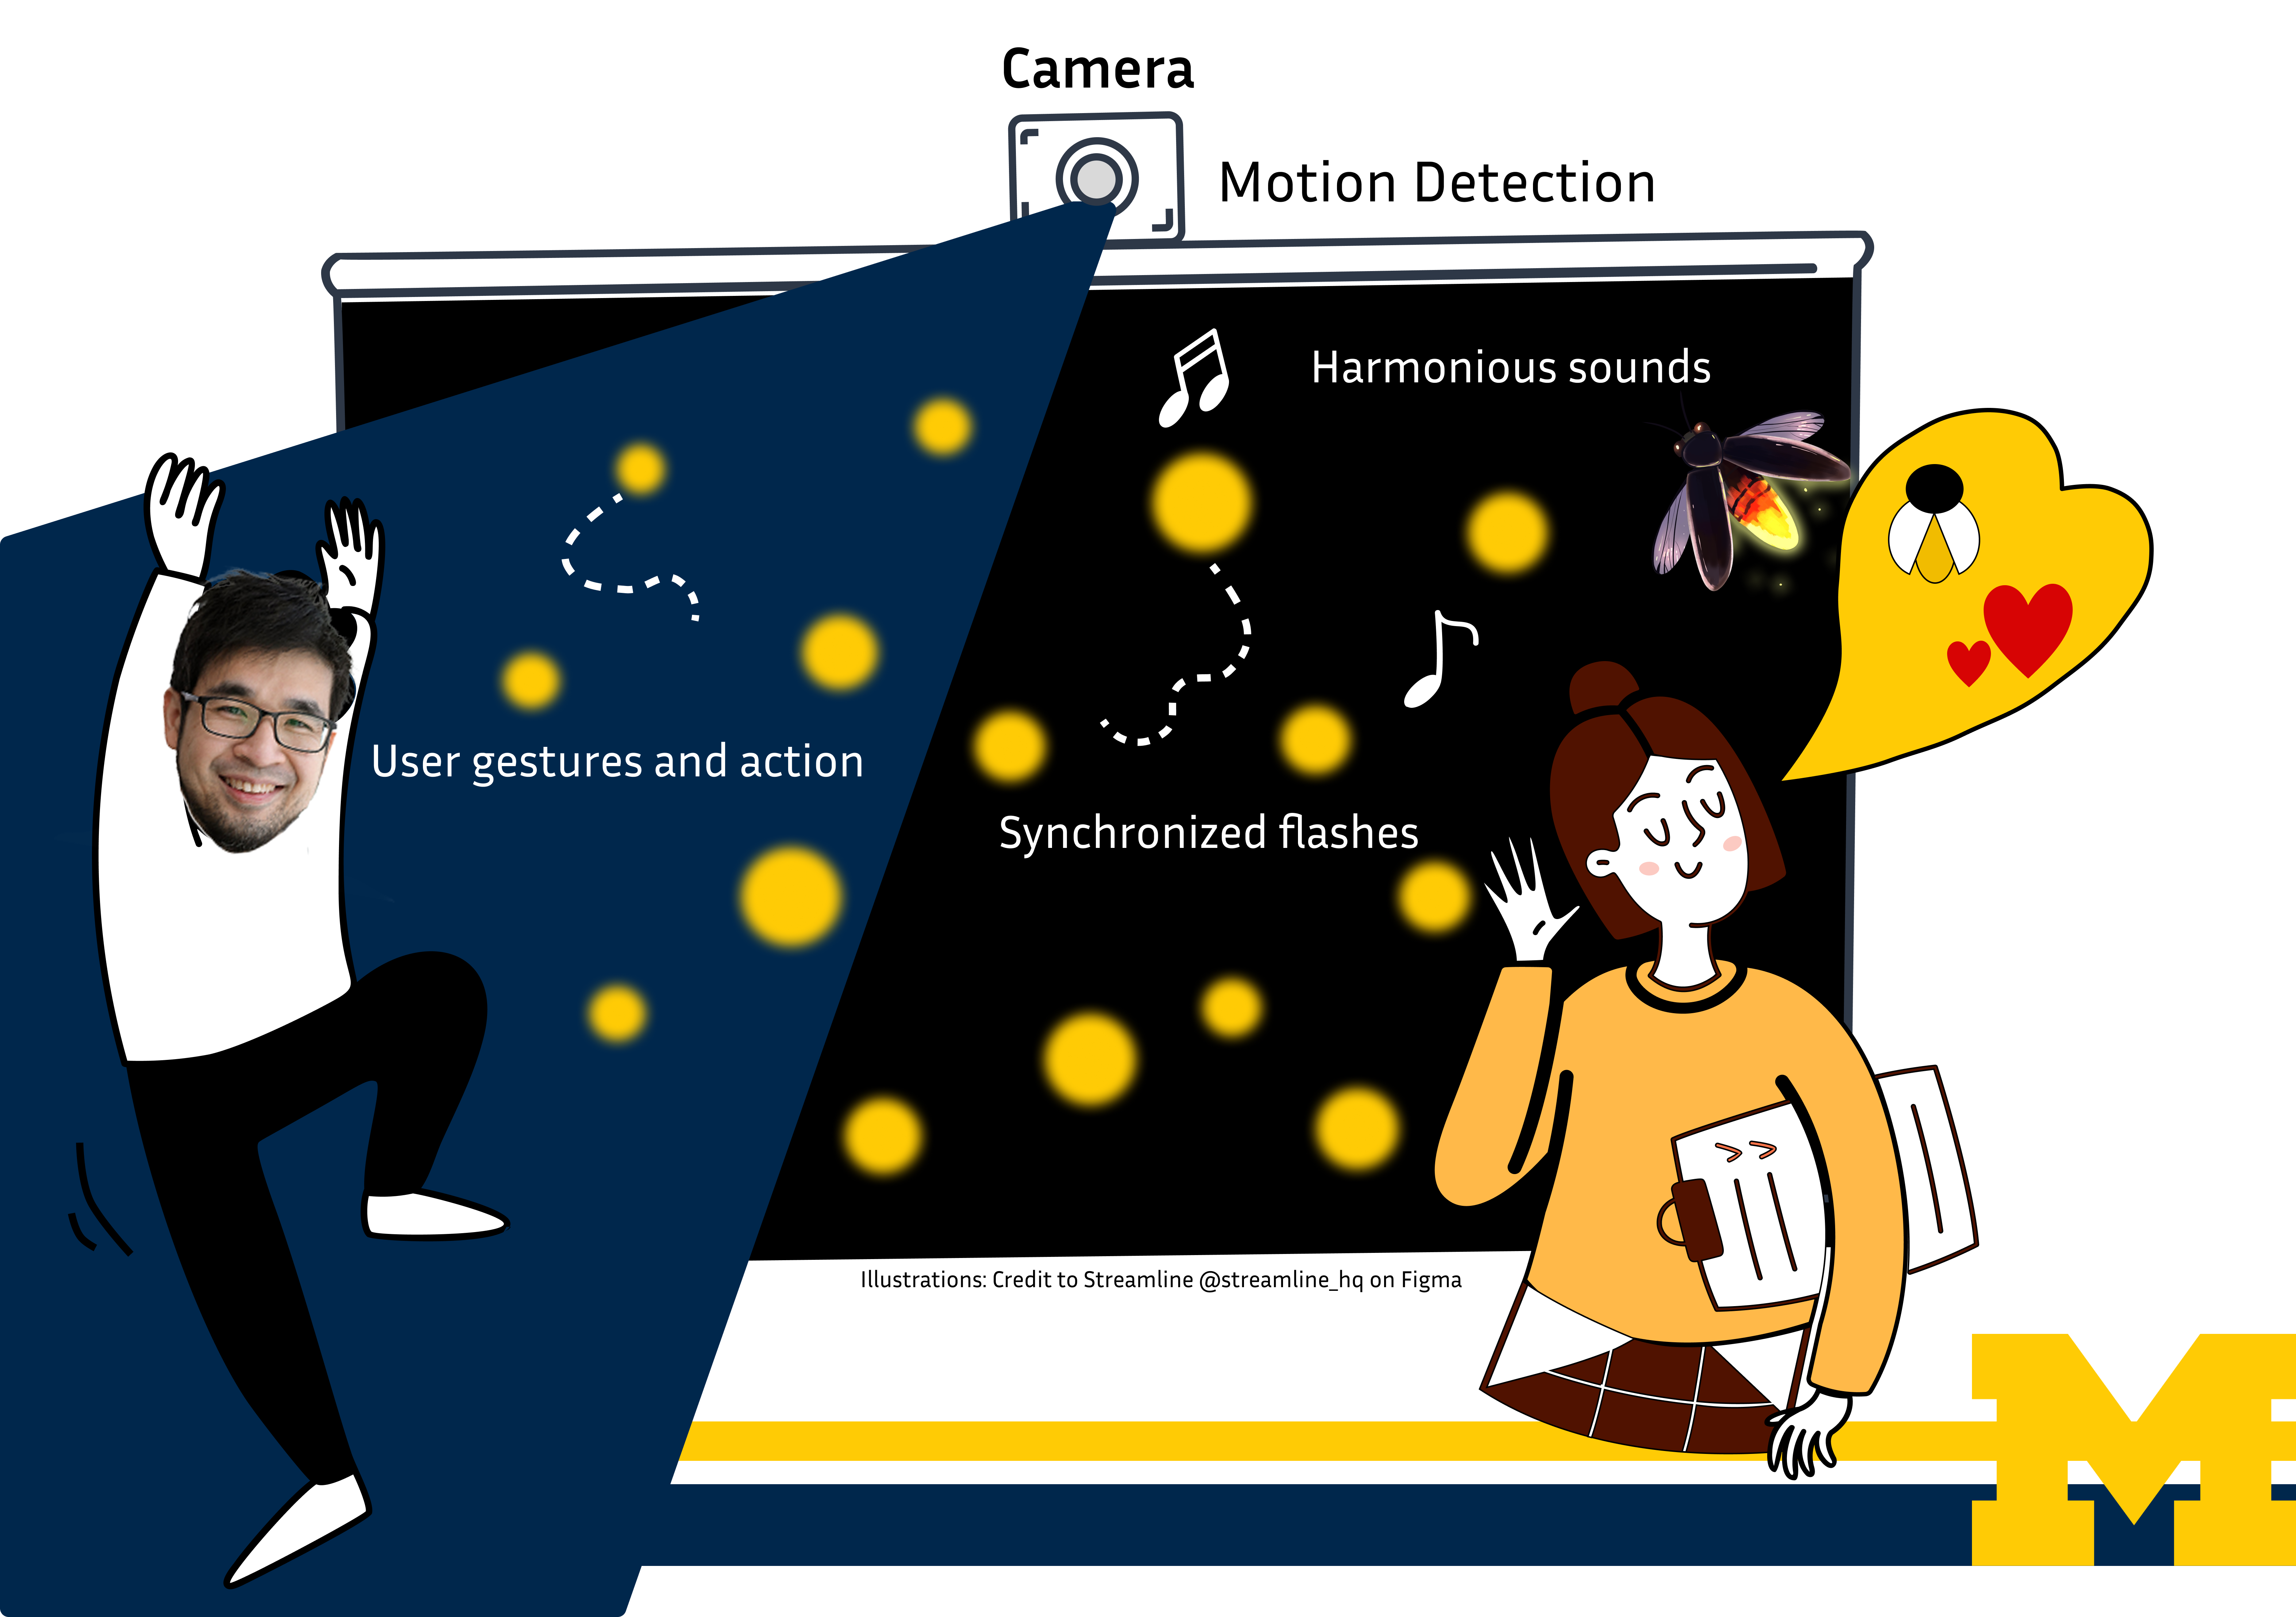 Camera
Motion Detection
Harmonious sounds
User gestures and action
Synchronized flashes
Illustrations: Credit to Streamline @streamline_hq on Figma
M